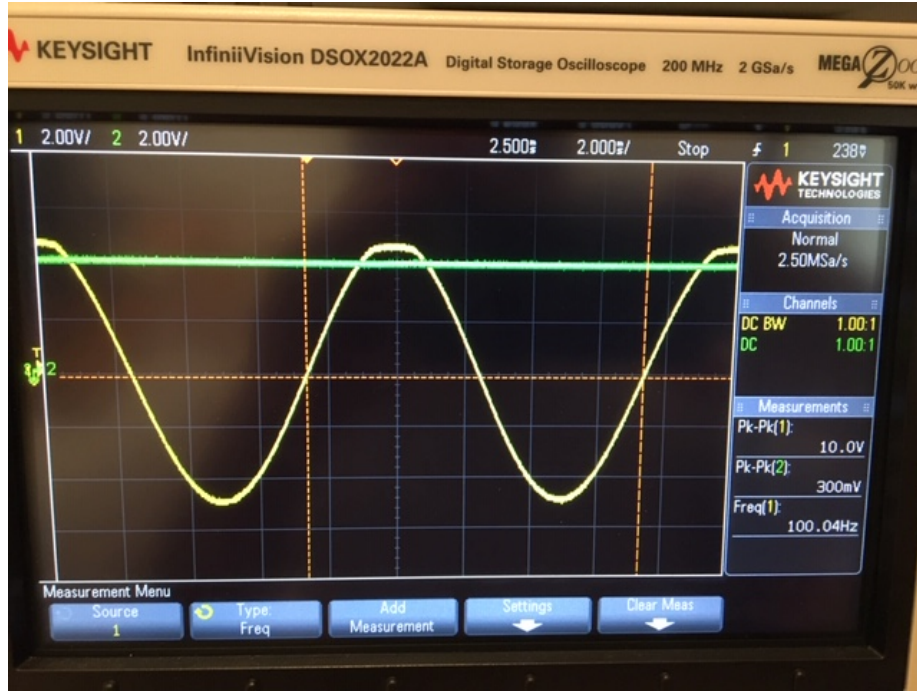 KEYSIGHT InfiniiVision DSOX2022A Digital Storage Oscilloscope 200 MHz 2 GSa/s MEGA Zoo
50K w
1 2.00V/ 2 2.00V/ 2.500s 2.000s/ Stop 1 238
KEYSIGHT
TECHNOLOGIES
Acquisition
Normal
2.50MSa/s
Channels
DC BW 1.00:1
DC 1.00:1
T
2
Measurements
Pk-Pk(1):
10.0V
Pk-Pk(2):
300mV
Freq(1):
100.04Hz
Measurement Menu
Source
1
Type:
Freq
Add
Measurement
Settings
Clear Meas